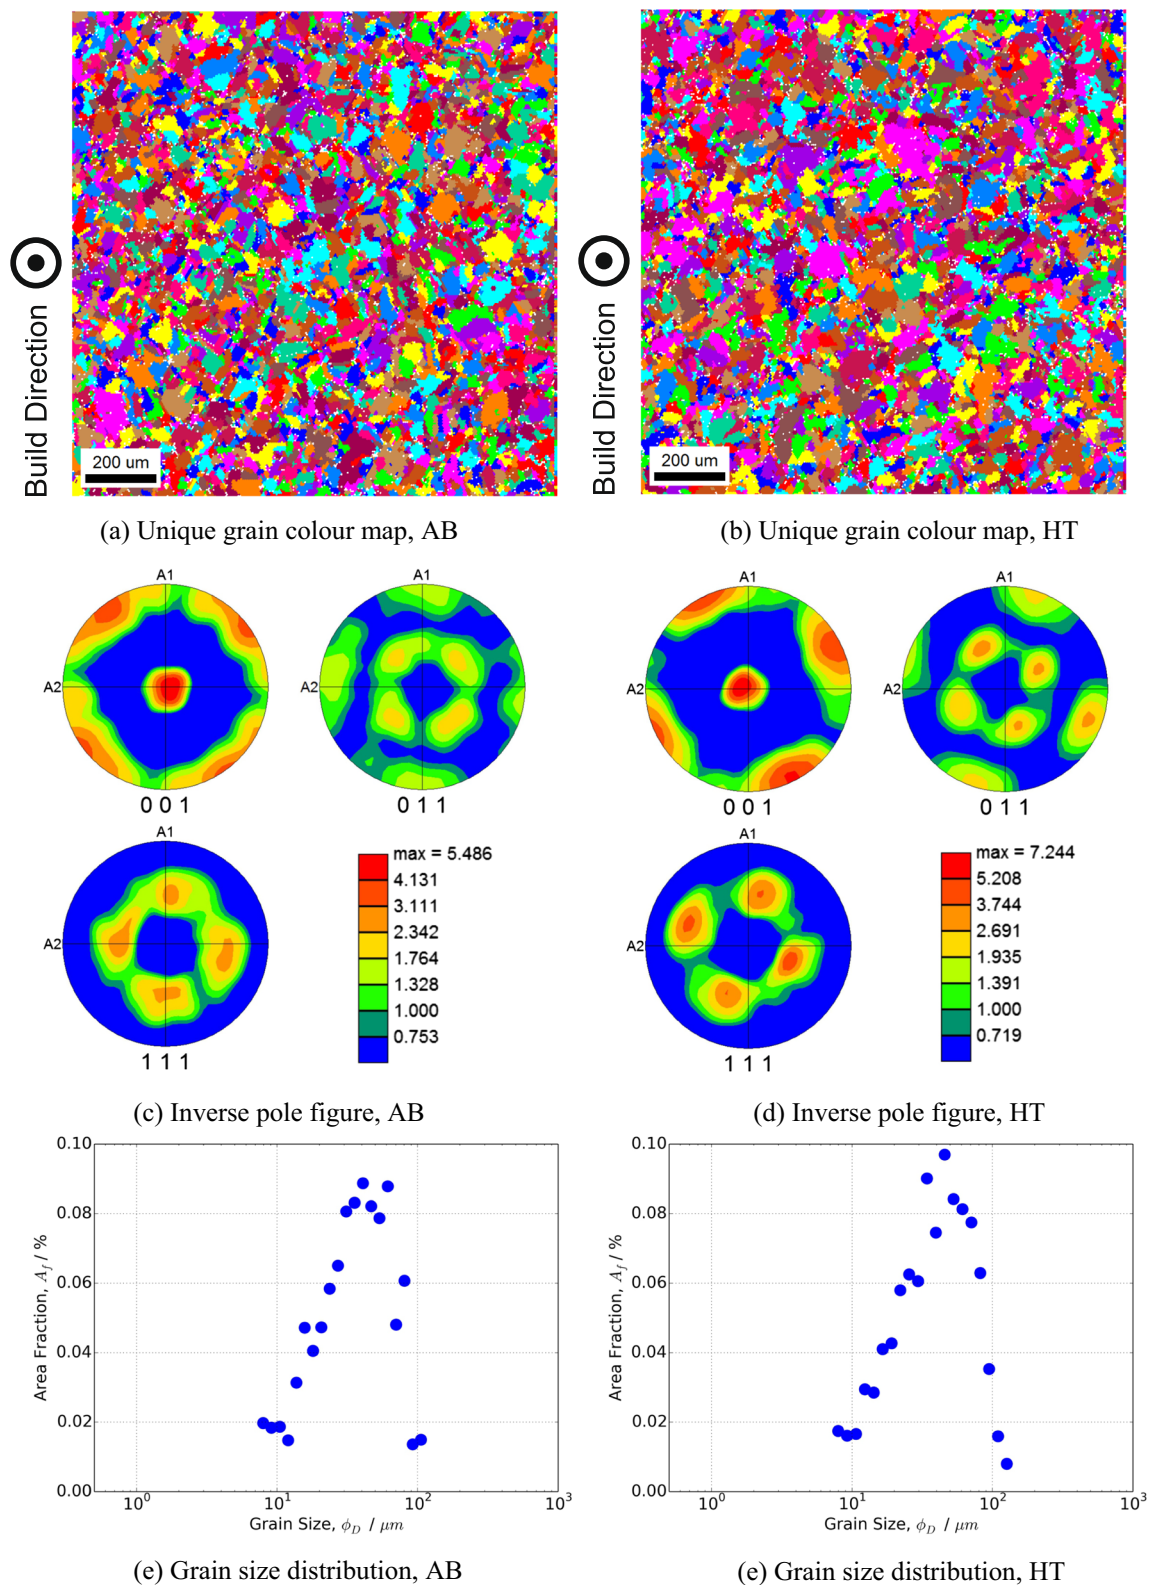 Build Direction
200 um
(a) Unique grain colour map, AB
Build Direction
200 um
(b) Unique grain colour map, HT
A1
A2
0 0 1
A1
0 1 1
A1
A2
1 1 1
max = 5.486
4.131
3.111
2.342
1.764
1.328
1.000
0.753
(c) Inverse pole figure, AB
A1
A2
0 0 1
A1
0 1 1
A1
A2
1 1 1
max = 7.244
5.208
3.744
2.691
1.935
1.391
1.000
0.719
(d) Inverse pole figure, HT
0.10
0.08
0.06
0.04
0.02
0.00
Area Fraction, A_f / %
10^0 10^1 10^2 10^3
Grain Size, ϕ_D / μm
(e) Grain size distribution, AB
0.10
0.08
0.06
0.04
0.02
0.00
Area Fraction, A_f / %
10^0 10^1 10^2 10^3
Grain Size, ϕ_D / μm
(e) Grain size distribution, HT